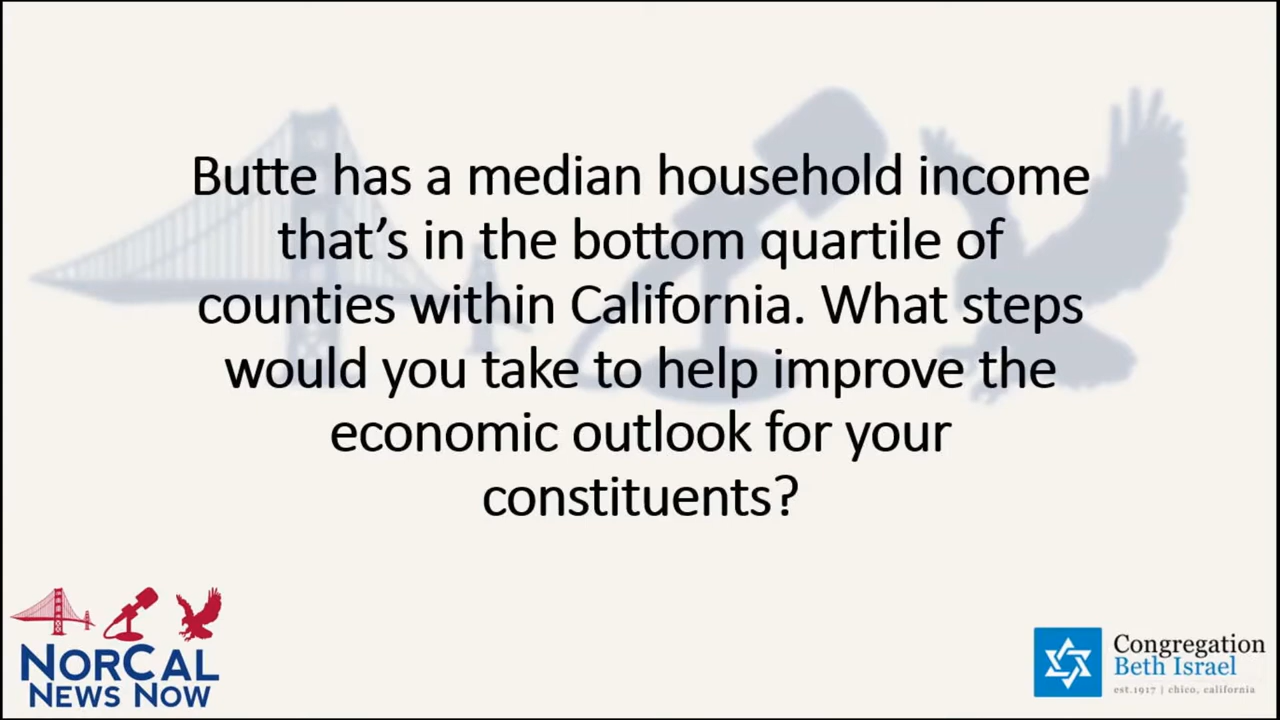 Butte has a median household income
that's in the bottom quartile of
counties within California. What steps
would you take to help improve the
economic outlook for your
constituents?
NORCAL
NEWS NOW
Congregation
Beth Israel
est.1917 | chico, california